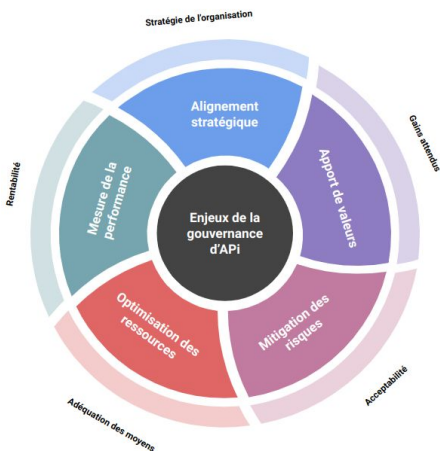 Stratégie de l'organisation
Alignement
stratégique
Gains attendus
Apport de valeurs
Acceptabilité
Mitigation des
risques
Adéquation des moyens
Optimisation des
ressources
Rentabilité
Mesure de la
performance
Enjeux de la
gouvernance
d'APi